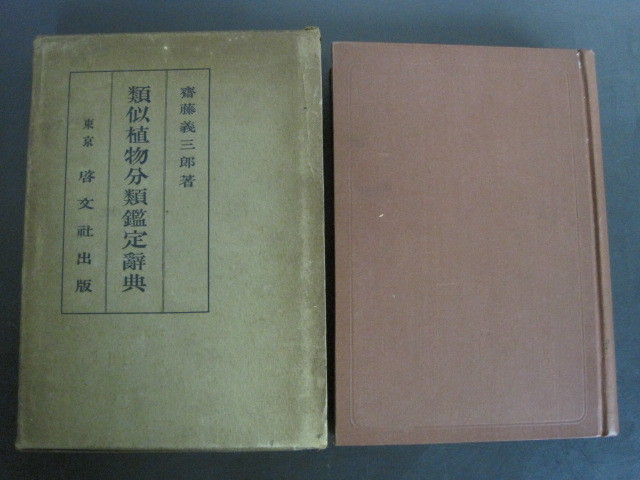 齋藤義三郎著
類似植物分類鑑定辭典
東京 啓文社出版